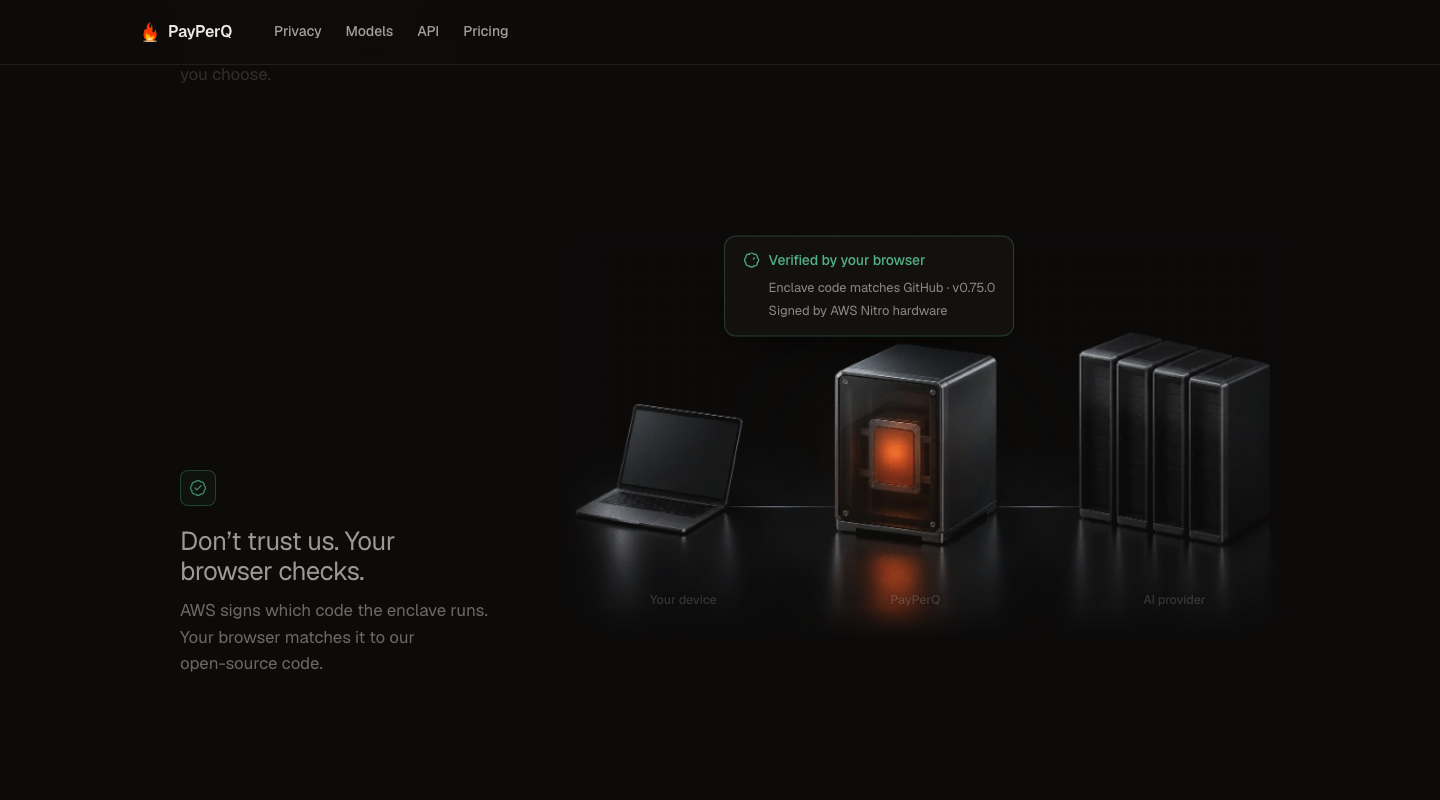 PayPerQ
Privacy
Models
API
Pricing
you choose.
Verified by your browser
Enclave code matches GitHub · v0.75.0
Signed by AWS Nitro hardware
Don’t trust us. Your
browser checks.
AWS signs which code the enclave runs.
Your browser matches it to our
open-source code.
Your device
PayPerQ
AI provider